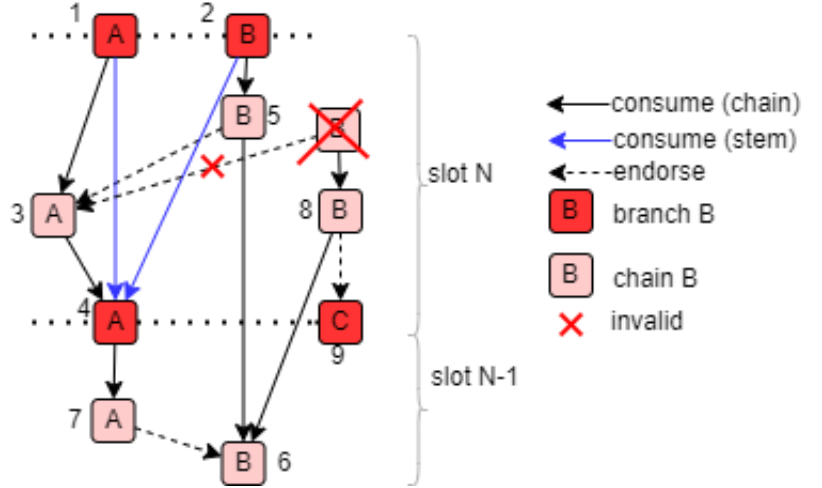 1 A 2 B
B 5 B
consume (chain)
consume (stem)
slot N endorse
3 A 8 B B branch B
B chain B
4 A C invalid
9
slot N-1
7 A
B 6